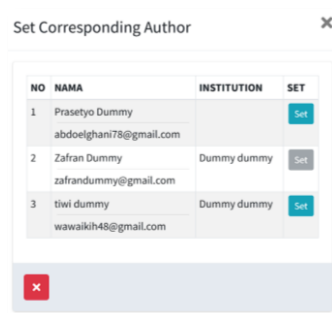 Set Corresponding Author
NO NAMA INSTITUTION SET
1 Prasetyo Dummy Set
abdoelghani78@gmail.com
2 Zafran Dummy Dummy dummy Set
zafrandummy@gmail.com
3 tiwi dummy Dummy dummy Set
wawaikih48@gmail.com